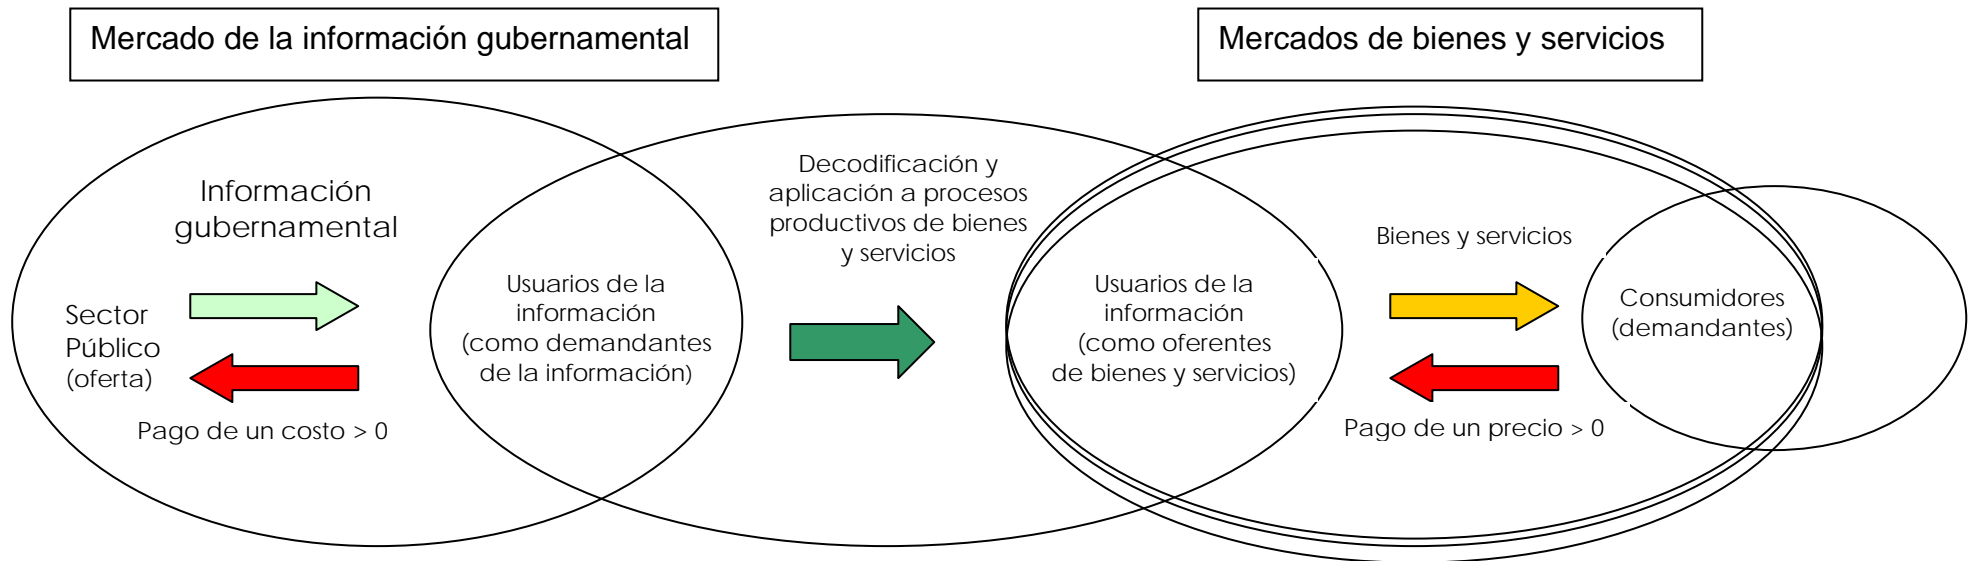 Mercado de la información gubernamental
Mercados de bienes y servicios
Información
gubernamental
Sector
Público
(oferta)
Pago de un costo > 0
Usuarios de la
información
(como demandantes
de la información)
Decodificación y
aplicación a procesos
productivos de bienes
y servicios
Usuarios de la
información
(como oferentes
de bienes y servicios)
Bienes y servicios
Pago de un precio > 0
Consumidores
(demandantes)